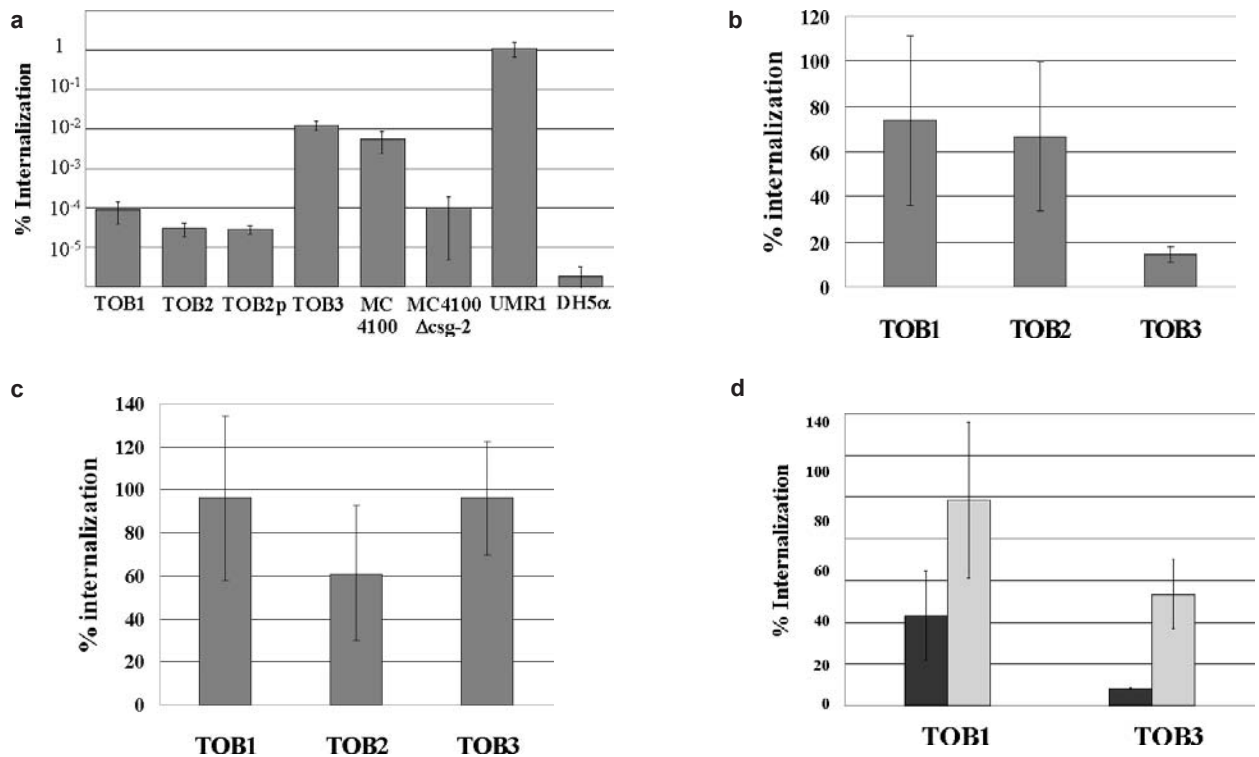 a
% Internalization
1
10-1
10-2
10-3
10-4
10-5
TOB1 TOB2 TOB2p TOB3 MC 4100 MC4100 Δcsg-2 UMR1 DH5α
b
% internalization
120
100
80
60
40
20
0
TOB1 TOB2 TOB3
c
% internalization
140
120
100
80
60
40
20
0
TOB1 TOB2 TOB3
d
% Internalization
140
100
80
60
40
20
0
TOB1 TOB3